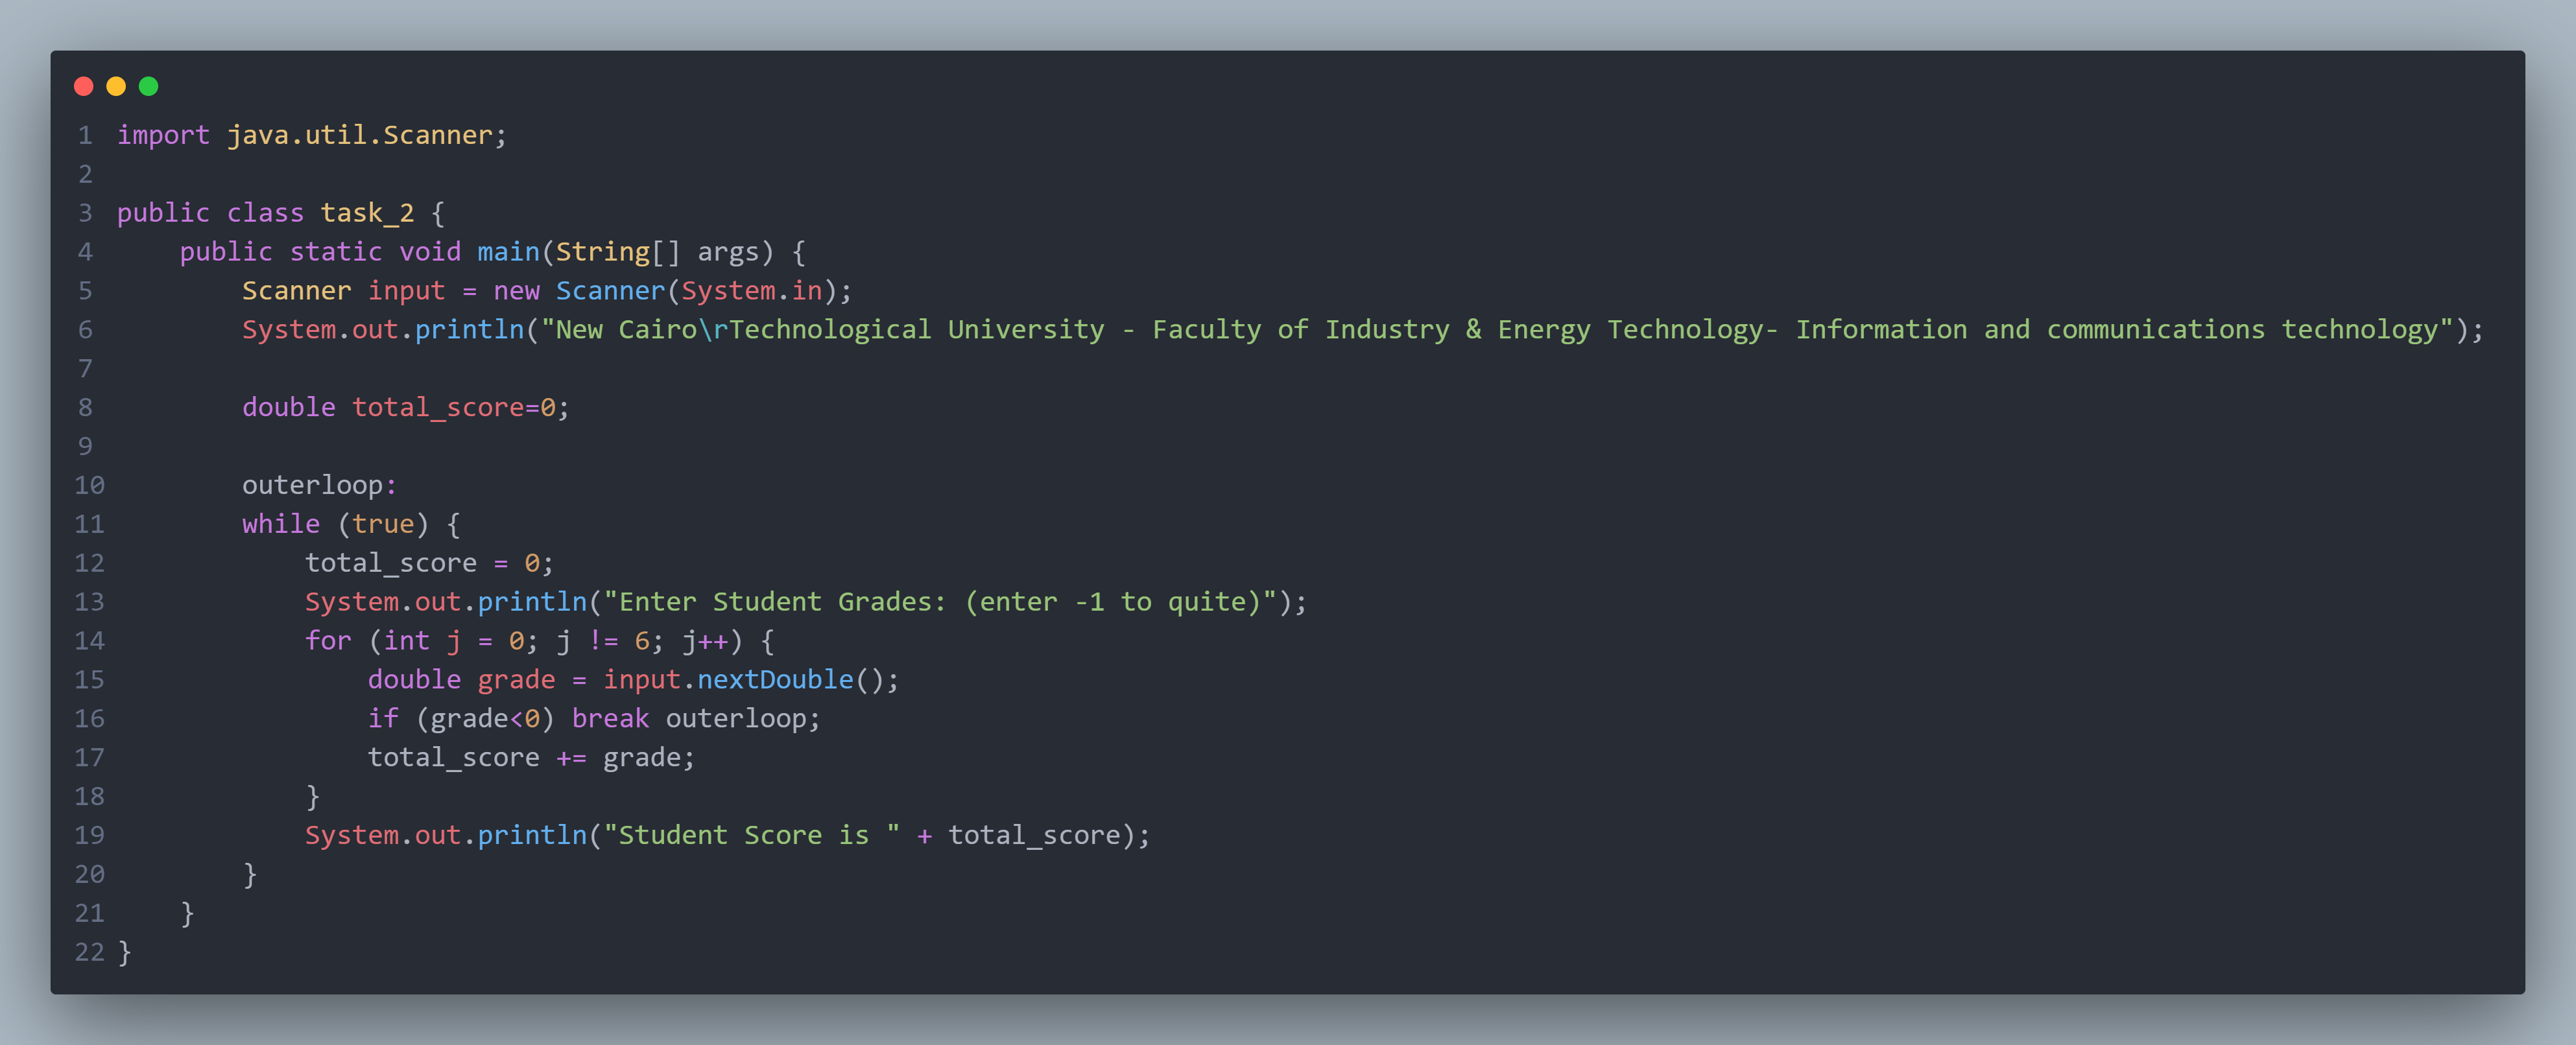 1 import java.util.Scanner;
2
3 public class task_2 {
4     public static void main(String[] args) {
5         Scanner input = new Scanner(System.in);
6         System.out.println("New Cairo\rTechnological University - Faculty of Industry & Energy Technology- Information and communications technology");
7
8         double total_score=0;
9
10         outerloop:
11         while (true) {
12             total_score = 0;
13             System.out.println("Enter Student Grades: (enter -1 to quite)");
14             for (int j = 0; j != 6; j++) {
15                 double grade = input.nextDouble();
16                 if (grade<0) break outerloop;
17                 total_score += grade;
18             }
19             System.out.println("Student Score is " + total_score);
20         }
21     }
22 }